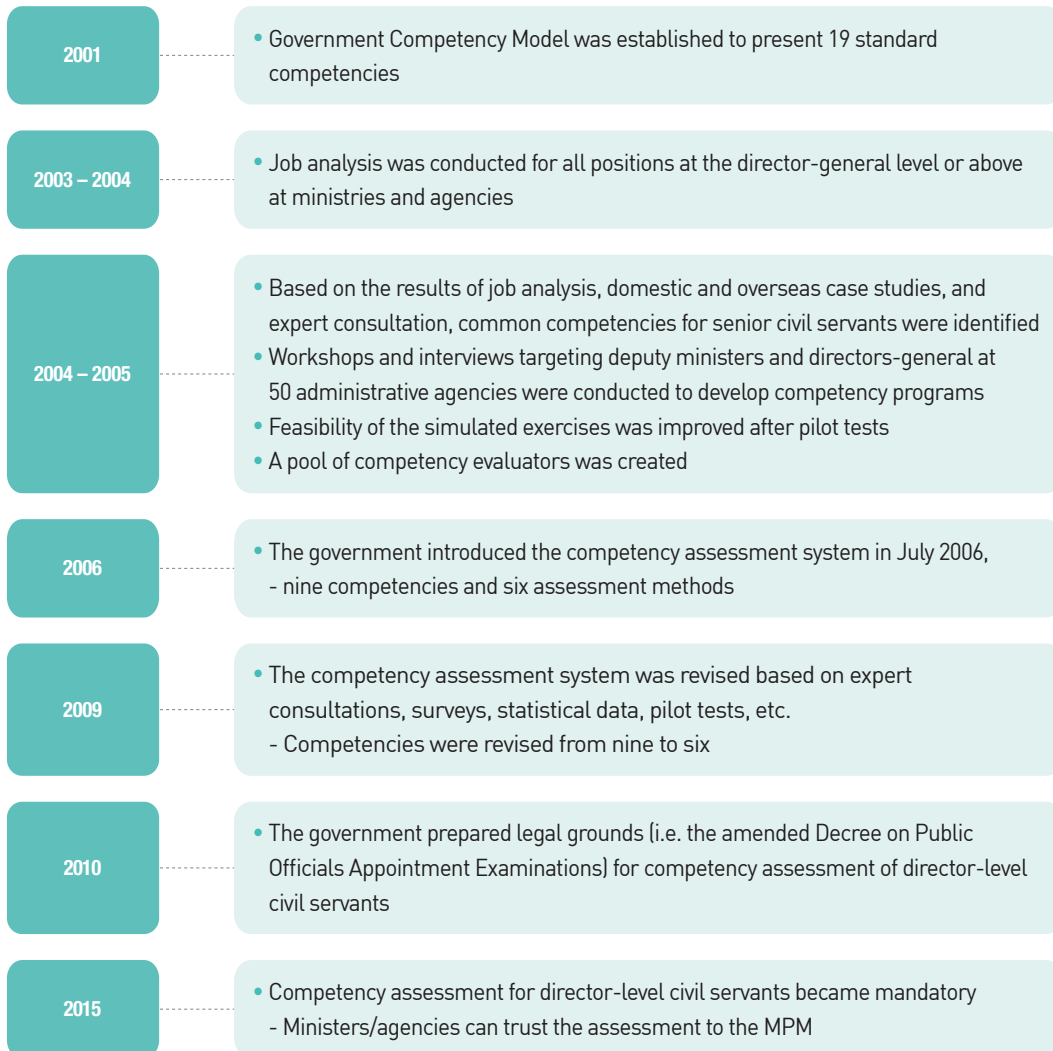 2001
• Government Competency Model was established to present 19 standard
competencies
2003 – 2004
• Job analysis was conducted for all positions at the director-general level or above
at ministries and agencies
2004 – 2005
• Based on the results of job analysis, domestic and overseas case studies, and
expert consultation, common competencies for senior civil servants were identified
• Workshops and interviews targeting deputy ministers and directors-general at
50 administrative agencies were conducted to develop competency programs
• Feasibility of the simulated exercises was improved after pilot tests
• A pool of competency evaluators was created
2006
• The government introduced the competency assessment system in July 2006,
- nine competencies and six assessment methods
2009
• The competency assessment system was revised based on expert
consultations, surveys, statistical data, pilot tests, etc.
- Competencies were revised from nine to six
2010
• The government prepared legal grounds (i.e. the amended Decree on Public
Officials Appointment Examinations) for competency assessment of director-level
civil servants
2015
• Competency assessment for director-level civil servants became mandatory
- Ministers/agencies can trust the assessment to the MPM